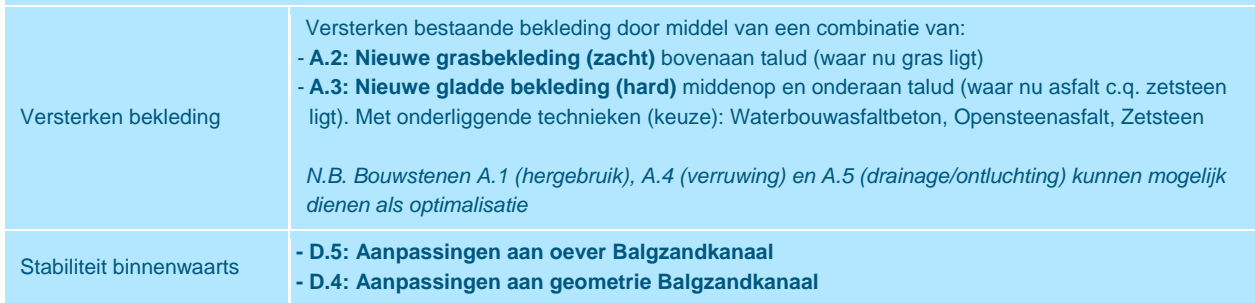 Versterken bestaande bekleding door middel van een combinatie van:
- A.2: Nieuwe grasbekleding (zacht) bovenaan talud (waar nu gras ligt)
- A.3: Nieuwe gladde bekleding (hard) middenop en onderaan talud (waar nu asfalt c.q. zetsteen
Versterken bekleding
ligt). Met onderliggende technieken (keuze): Waterbouwasfaltbeton, Opensteenasfalt, Zetsteen
N.B. Bouwstenen A.1 (hergebruik), A.4 (verruwing) en A.5 (drainage/ontluchting) kunnen mogelijk
dienen als optimalisatie
Stabiliteit binnenwaarts
- D.5: Aanpassingen aan oever Balgzandkanaal
- D.4: Aanpassingen aan geometrie Balgzandkanaal